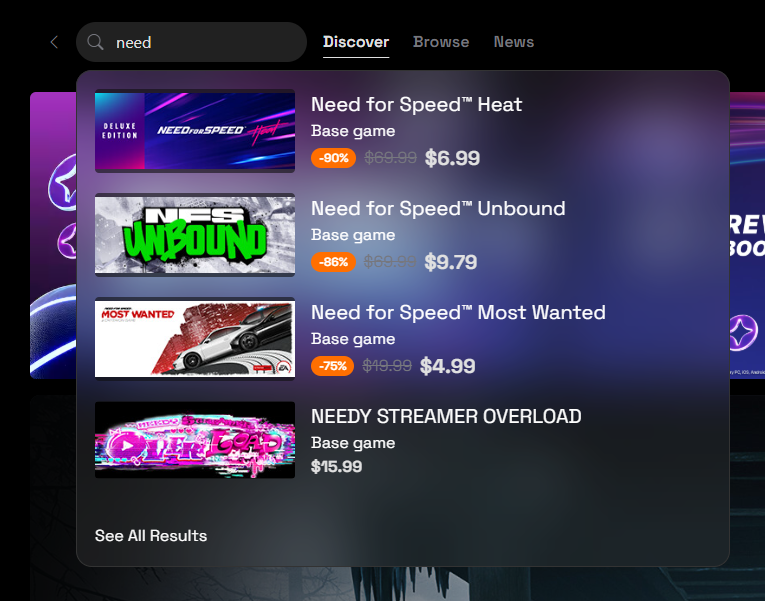 need
Discover
Browse
News
DELUXE
EDITION
NEED FOR SPEED Heat
Need for Speed™ Heat
Base game
-90% $69.99 $6.99
NFS
UNBOUND
Need for Speed™ Unbound
Base game
-86% $69.99 $9.79
MOST WANTED
EA
Need for Speed™ Most Wanted
Base game
-75% $19.99 $4.99
OVERLOAD
NEEDY STREAMER OVERLOAD
Base game
$15.99
See All Results